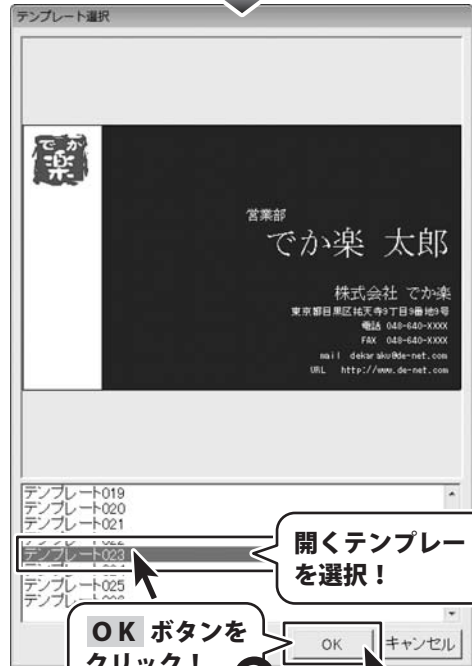 テンプレート選択
でか
楽
営業部
でか楽 太郎
株式会社 でか楽
東京都目黒区祐天寺9丁目9番地9号
電話 048-640-XXXX
FAX 048-640-XXXX
mail dekaraku@de-net.com
URL http://www.de-net.com
テンプレート019
テンプレート020
テンプレート021
テンプレート023
テンプレート025
開くテンプレー
を選択！
OK ボタンを
クリック！
OK
キャンセル